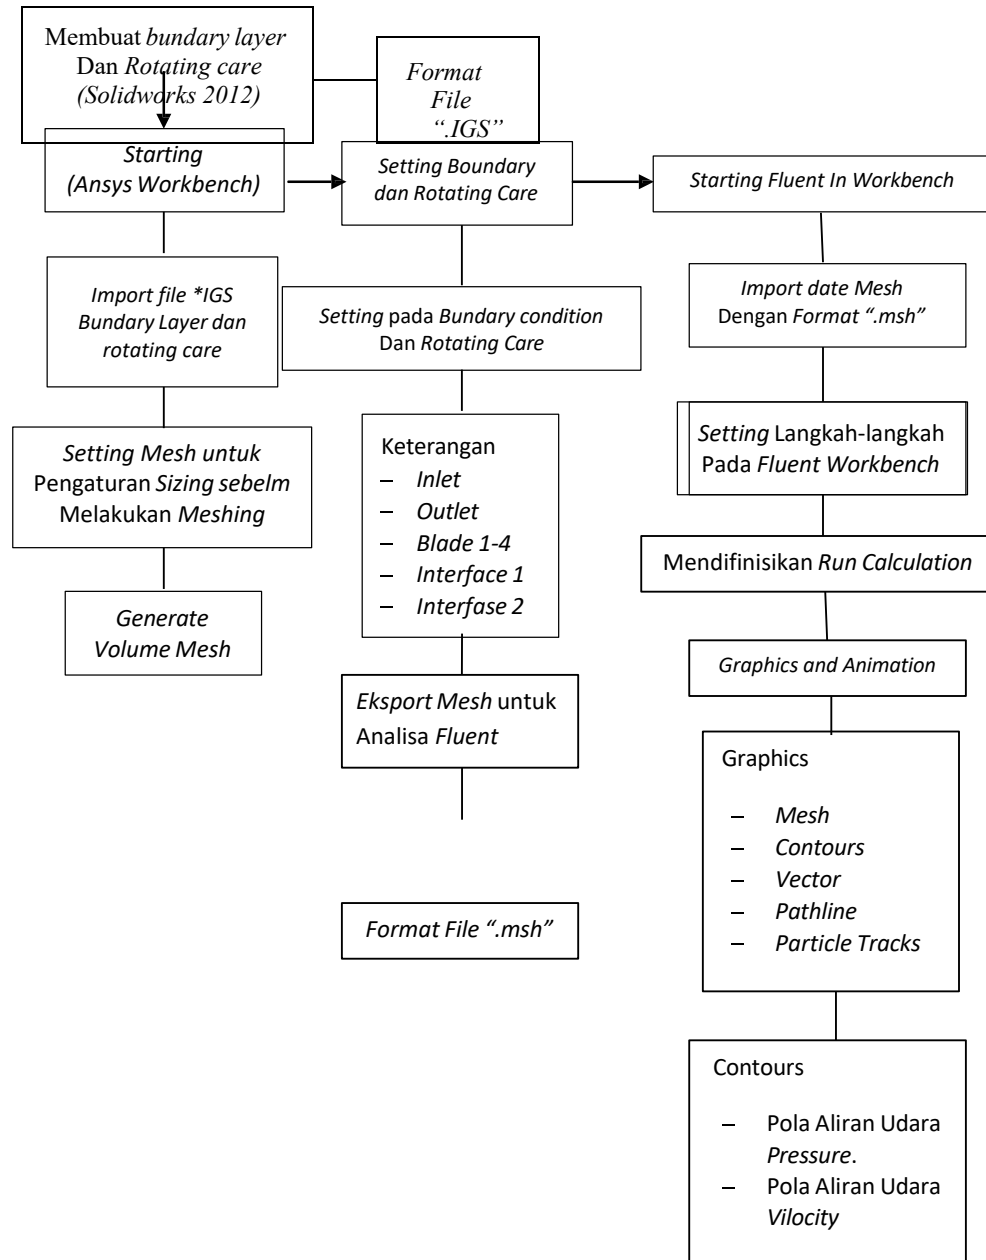 Membuat bundary layer
Dan Rotating care
(Solidworks 2012)
Format
File
“.IGS”
Starting
(Ansys Workbench)
Setting Boundary
dan Rotating Care
Starting Fluent In Workbench
Import file *IGS
Bundary Layer dan
rotating care
Setting pada Bundary condition
Dan Rotating Care
Import date Mesh
Dengan Format “.msh”
Setting Mesh untuk
Pengaturan Sizing sebelm
Melakukan Meshing
Keterangan
– Inlet
– Outlet
– Blade 1-4
– Interface 1
– Interfase 2
Setting Langkah-langkah
Pada Fluent Workbench
Mendifinisikan Run Calculation
Generate
Volume Mesh
Graphics and Animation
Eksport Mesh untuk
Analisa Fluent
Graphics
– Mesh
– Contours
– Vector
– Pathline
– Particle Tracks
Format File “.msh”
Contours
– Pola Aliran Udara
Pressure.
– Pola Aliran Udara
Vilocity